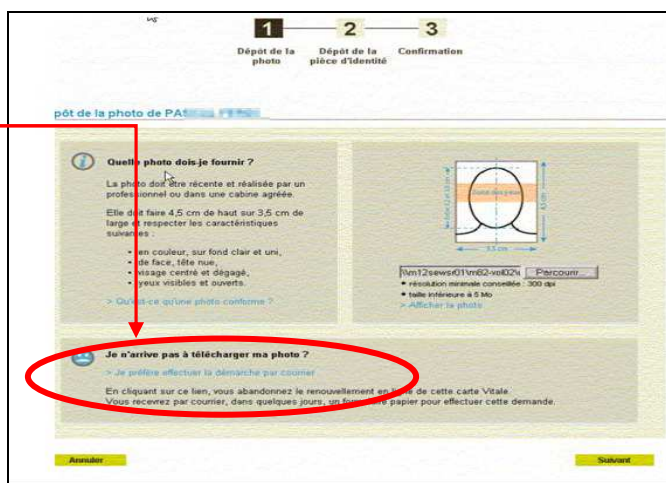 1 2 3
Dépôt de la photo
Dépôt de la pièce d'identité
Confirmation
pôt de la photo de
Quelle photo dois-je fournir ?
La photo doit être récente et réalisée par un
professionnel ou dans une cabine agréée.
Elle doit faire 4,5 cm de haut sur 3,5 cm de
large et respecter les caractéristiques
suivantes :
• en couleur, sur fond clair et uni,
• de face, tête nue,
• visage centré et dégagé,
• yeux visibles et ouverts.
> Qu'est-ce qu'une photo conforme ?
3,5 cm
Parcourir...
• résolution minimale conseillée : 300 dpi
• taille inférieure à 5 Mo
> Afficher la photo
Je n'arrive pas à télécharger ma photo ?
> Je préfère effectuer la démarche par courrier
En cliquant sur ce lien, vous abandonnez le renouvellement en ligne de cette carte Vitale.
Vous recevrez par courrier, dans quelques jours, un formulaire papier pour effectuer cette demande.
Annuler
Suivant